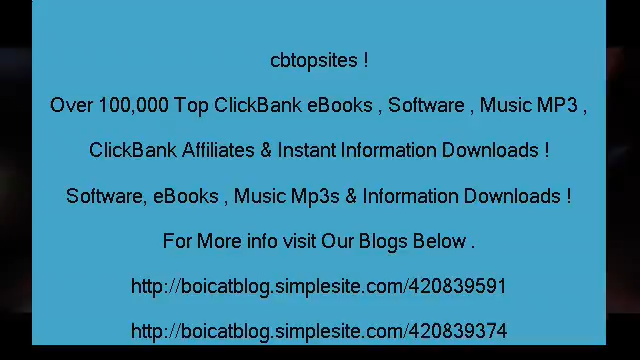 cbtopsites !
Over 100,000 Top ClickBank eBooks , Software , Music MP3 ,
ClickBank Affiliates & Instant Information Downloads !
Software, eBooks , Music Mp3s & Information Downloads !
For More info visit Our Blogs Below .
http://boicatblog.simplesite.com/420839591
http://boicatblog.simplesite.com/420839374